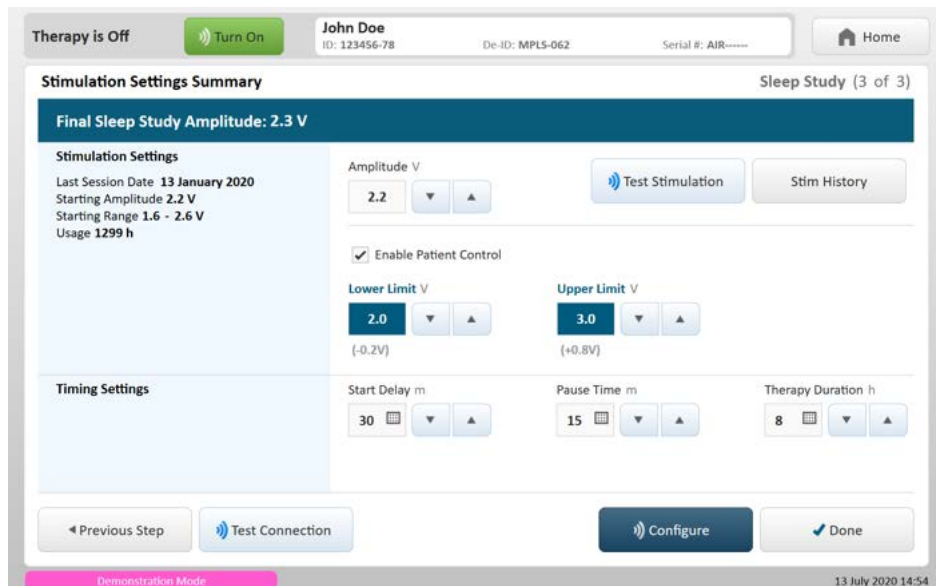 Therapy is Off
Turn On
John Doe
ID: 123456-78 De-ID: MPLS-062 Serial #: AIR------
Home
Stimulation Settings Summary
Sleep Study (3 of 3)
Final Sleep Study Amplitude: 2.3 V
Stimulation Settings
Last Session Date 13 January 2020
Starting Amplitude 2.2 V
Starting Range 1.6 - 2.6 V
Usage 1299 h
Amplitude V
2.2
Test Stimulation
Stim History
Enable Patient Control
Lower Limit V Upper Limit V
2.0 3.0
(-0.2V) (+0.8V)
Timing Settings
Start Delay m Pause Time m Therapy Duration h
30 15 8
Previous Step
Test Connection
Configure
Done
Demonstration Mode
13 July 2020 14:54